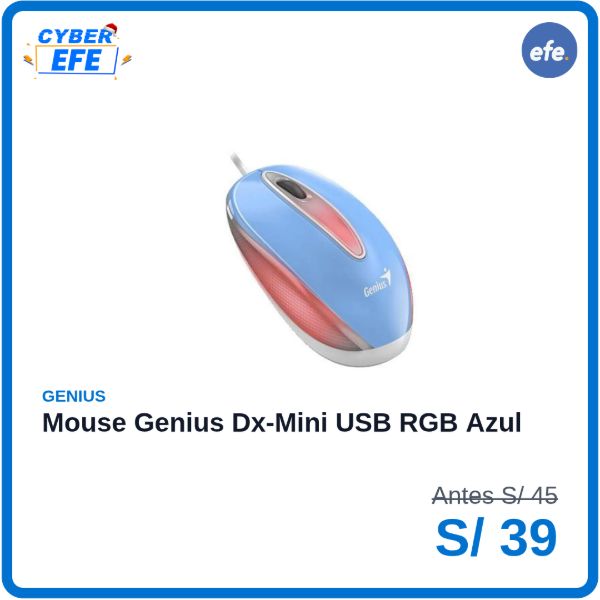 CYBER
EFE
efe.
Genius
GENIUS
Mouse Genius Dx-Mini USB RGB Azul
Antes S/ 45
S/ 39